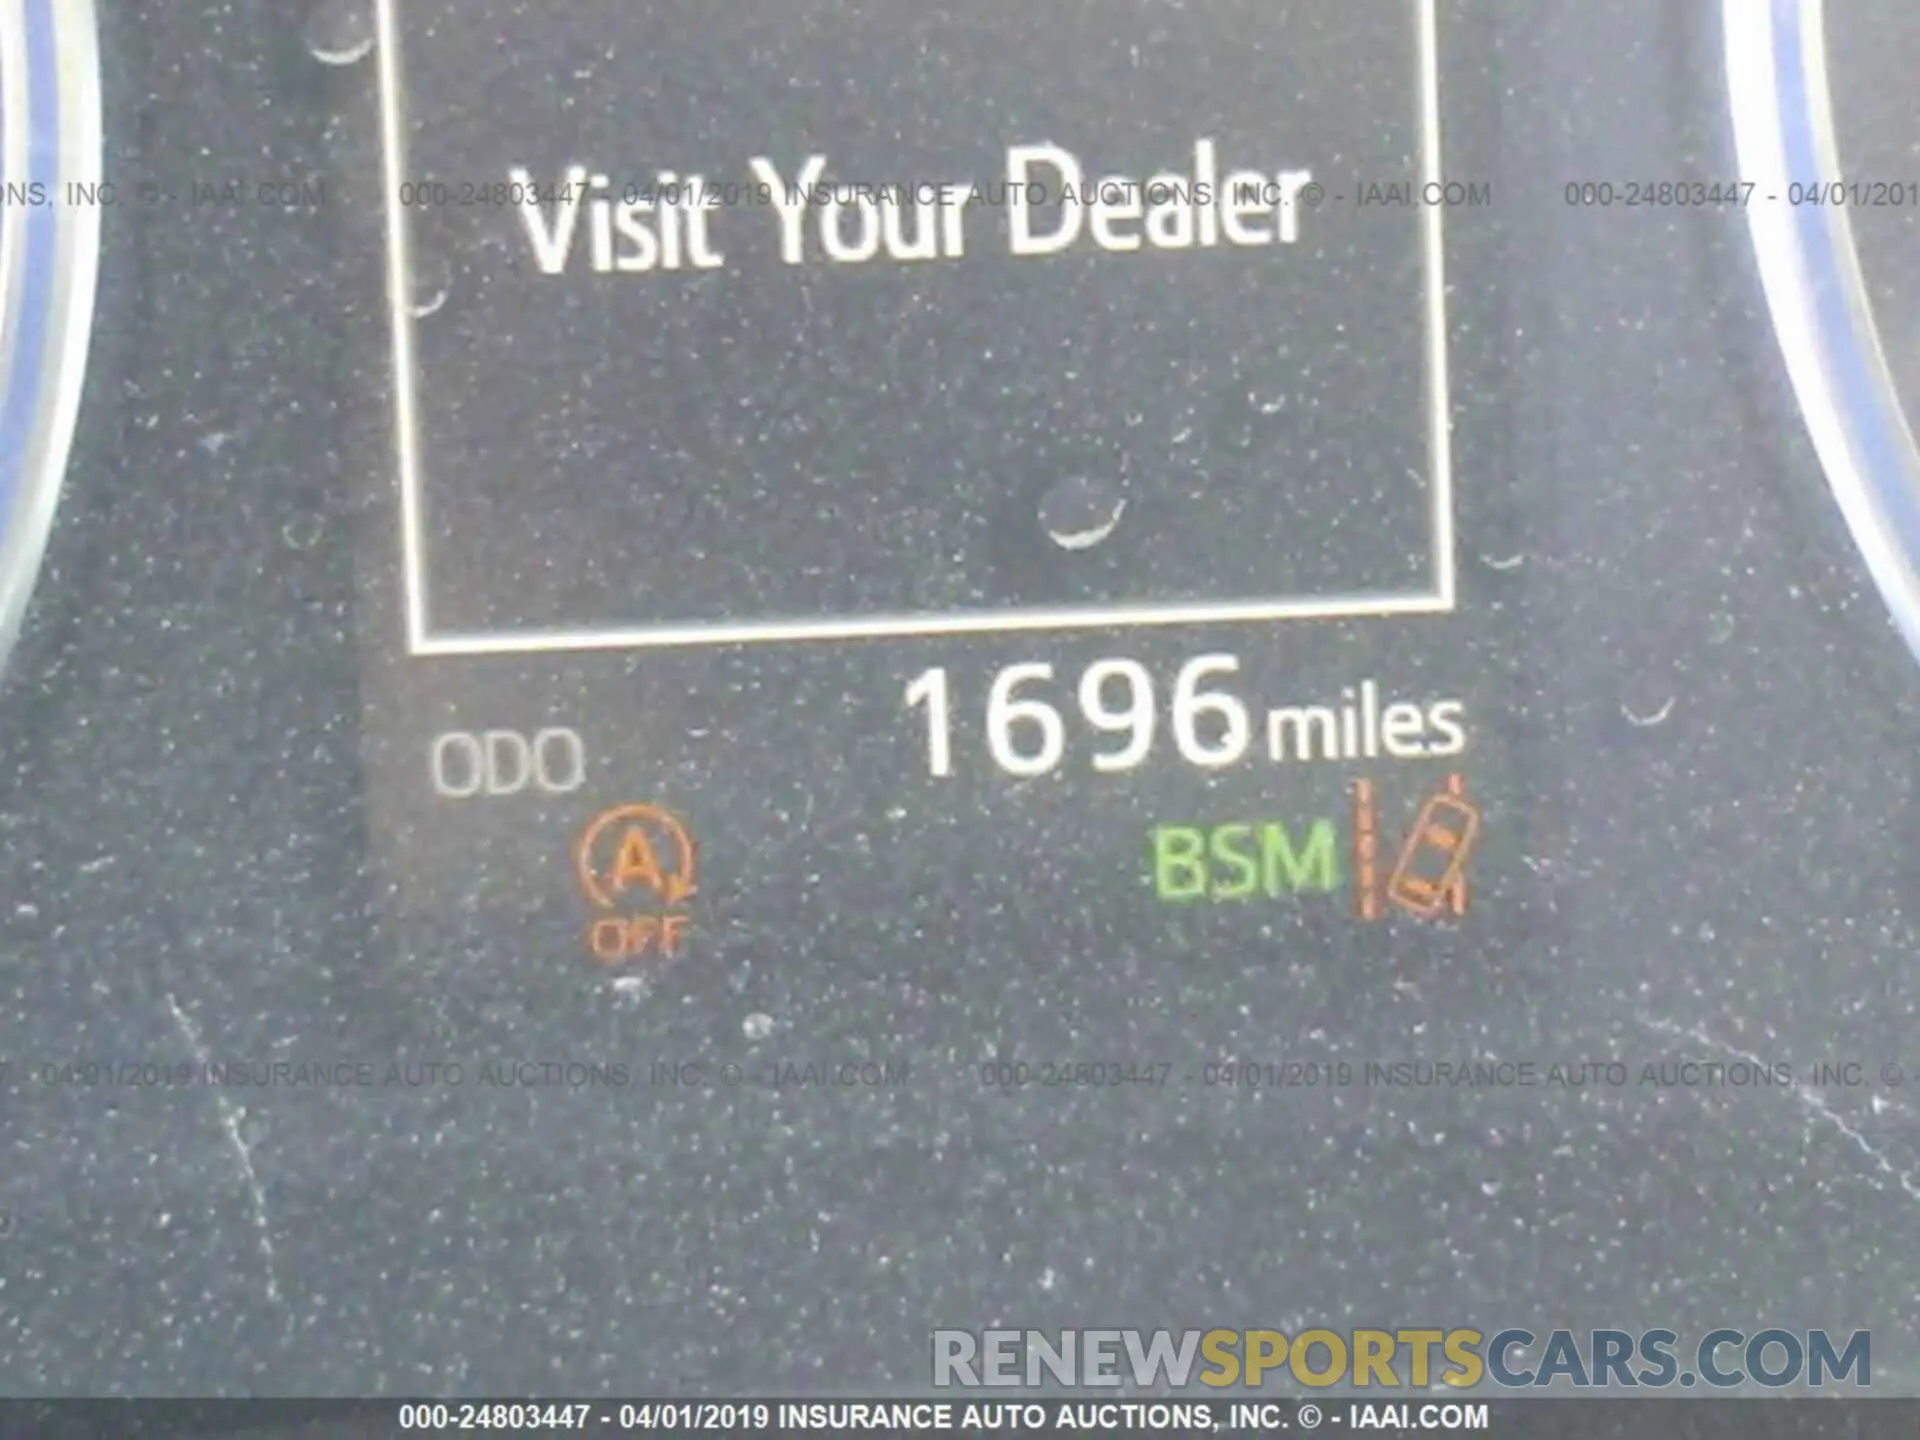 Visit Your Dealer
ONS, INC. © - IAAI.COM 000-24803447 - 04/01/2019 INSURANCE AUTO AUCTIONS, INC. © - IAAI.COM 000-24803447 - 04/01/201
1696 miles
ODO
A
OFF
BSM
7 - 04/01/2019 INSURANCE AUTO AUCTIONS, INC. © - IAAI.COM 000-24803447 - 04/01/2019 INSURANCE AUTO AUCTIONS, INC. © -
RENEWSPORTSCARS.COM
000-24803447 - 04/01/2019 INSURANCE AUTO AUCTIONS, INC. © - IAAI.COM